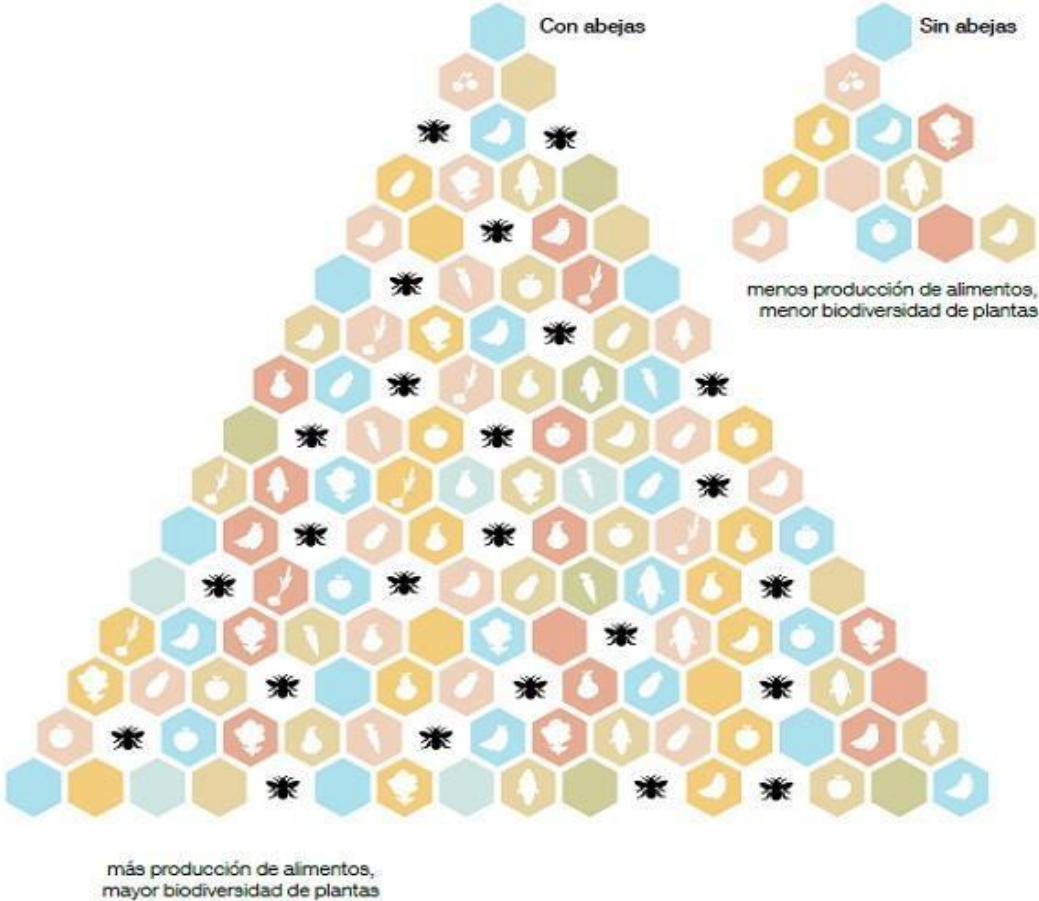 Con abejas
Sin abejas
menos producción de alimentos,
menor biodiversidad de plantas
más producción de alimentos,
mayor biodiversidad de plantas